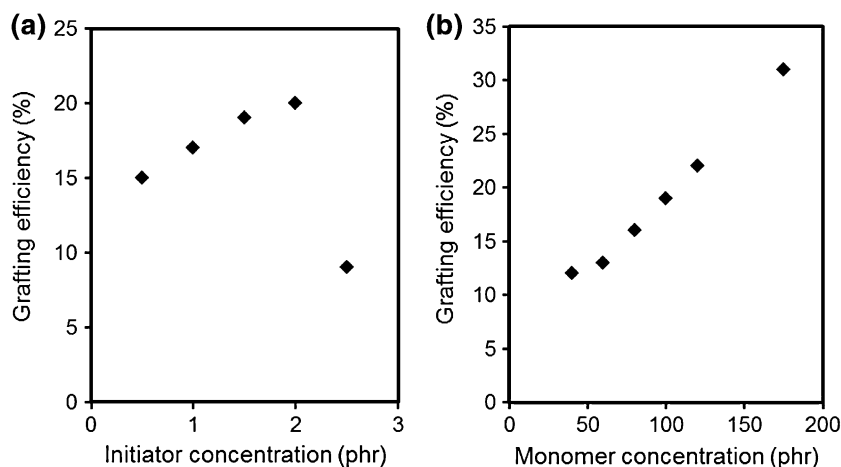 (a)
25
20
15
10
5
0
Grafting efficiency (%)
0 1 2 3
Initiator concentration (phr)
(b)
35
30
25
20
15
10
5
0
Grafting efficiency (%)
0 50 100 150 200
Monomer concentration (phr)